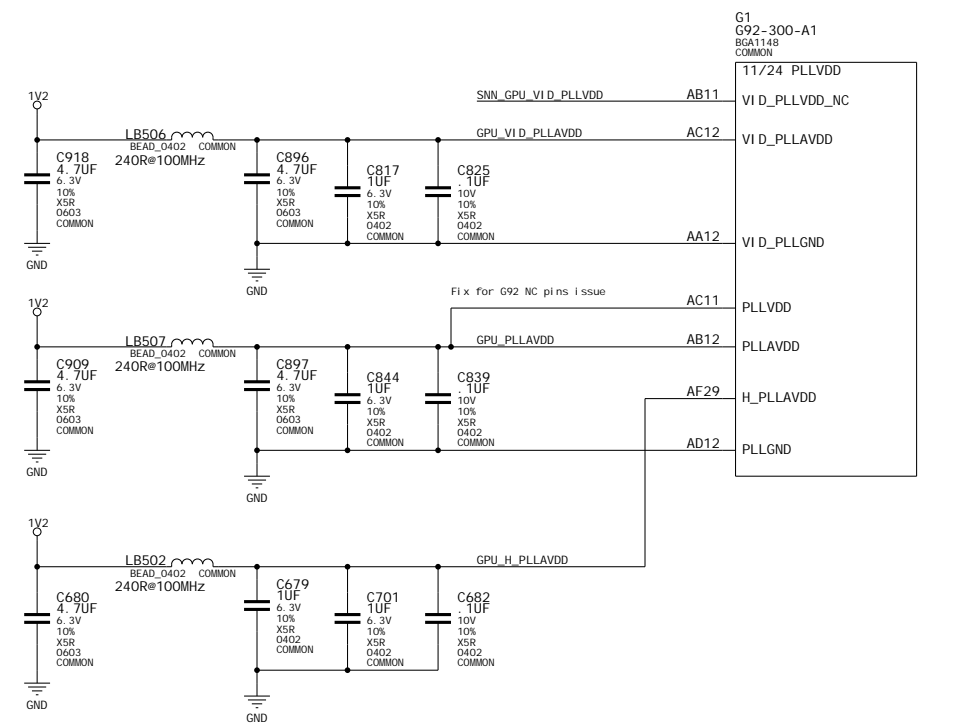 G1
G92-300-A1
BGA1148
COMMON
11/24 PLLVDD
SNN_GPU_VID_PLLVDD
AB11
VID_PLLVDD_NC
1V2
LB506
BEAD_0402 COMMON
240R@100MHz
GPU_VID_PLLAVDD
AC12
VID_PLLAVDD
C918
4.7UF
6.3V
10%
X5R
0603
COMMON
GND
C896
4.7UF
6.3V
10%
X5R
0603
COMMON
C817
1UF
6.3V
10%
X5R
0402
COMMON
C825
.1UF
10V
10%
X5R
0402
COMMON
AA12
VID_PLLGND
GND
Fix for G92 NC pins issue
AC11
PLLVDD
1V2
LB507
BEAD_0402 COMMON
240R@100MHz
GPU_PLLAVDD
AB12
PLLAVDD
C909
4.7UF
6.3V
10%
X5R
0603
COMMON
GND
C897
4.7UF
6.3V
10%
X5R
0603
COMMON
C844
1UF
6.3V
10%
X5R
0402
COMMON
C839
.1UF
10V
10%
X5R
0402
COMMON
AF29
H_PLLAVDD
AD12
PLLGND
GND
1V2
LB502
BEAD_0402 COMMON
240R@100MHz
GPU_H_PLLAVDD
C680
4.7UF
6.3V
10%
X5R
0603
COMMON
GND
C679
1UF
6.3V
10%
X5R
0402
COMMON
C701
1UF
6.3V
10%
X5R
0402
COMMON
C682
.1UF
10V
10%
X5R
0402
COMMON
GND